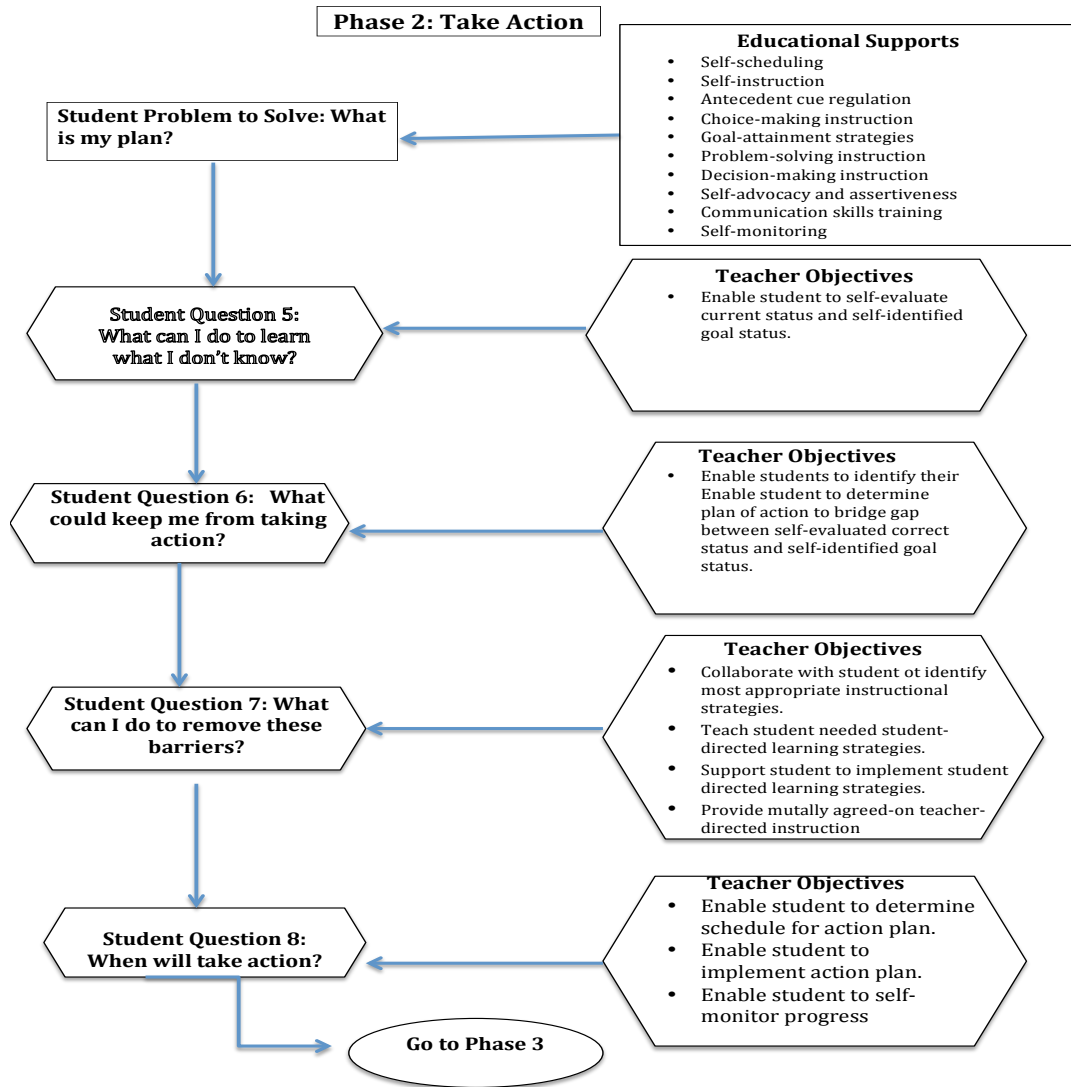 Phase 2: Take Action
Educational Supports
• Self-scheduling
• Self-instruction
• Antecedent cue regulation
• Choice-making instruction
• Goal-attainment strategies
• Problem-solving instruction
• Decision-making instruction
• Self-advocacy and assertiveness
• Communication skills training
• Self-monitoring
Student Problem to Solve: What
is my plan?
Student Question 5:
What can I do to learn
what I don't know?
Teacher Objectives
• Enable student to self-evaluate
current status and self-identified
goal status.
Student Question 6: What
could keep me from taking
action?
Teacher Objectives
• Enable students to identify their
Enable student to determine
plan of action to bridge gap
between self-evaluated correct
status and self-identified goal
status.
Student Question 7: What
can I do to remove these
barriers?
Teacher Objectives
• Collaborate with student ot identify
most appropriate instructional
strategies.
• Teach student needed student-
directed learning strategies.
• Support student to implement student
directed learning strategies.
• Provide mutally agreed-on teacher-
directed instruction
Student Question 8:
When will take action?
Teacher Objectives
• Enable student to determine
schedule for action plan.
• Enable student to
implement action plan.
• Enable student to self-
monitor progress
Go to Phase 3